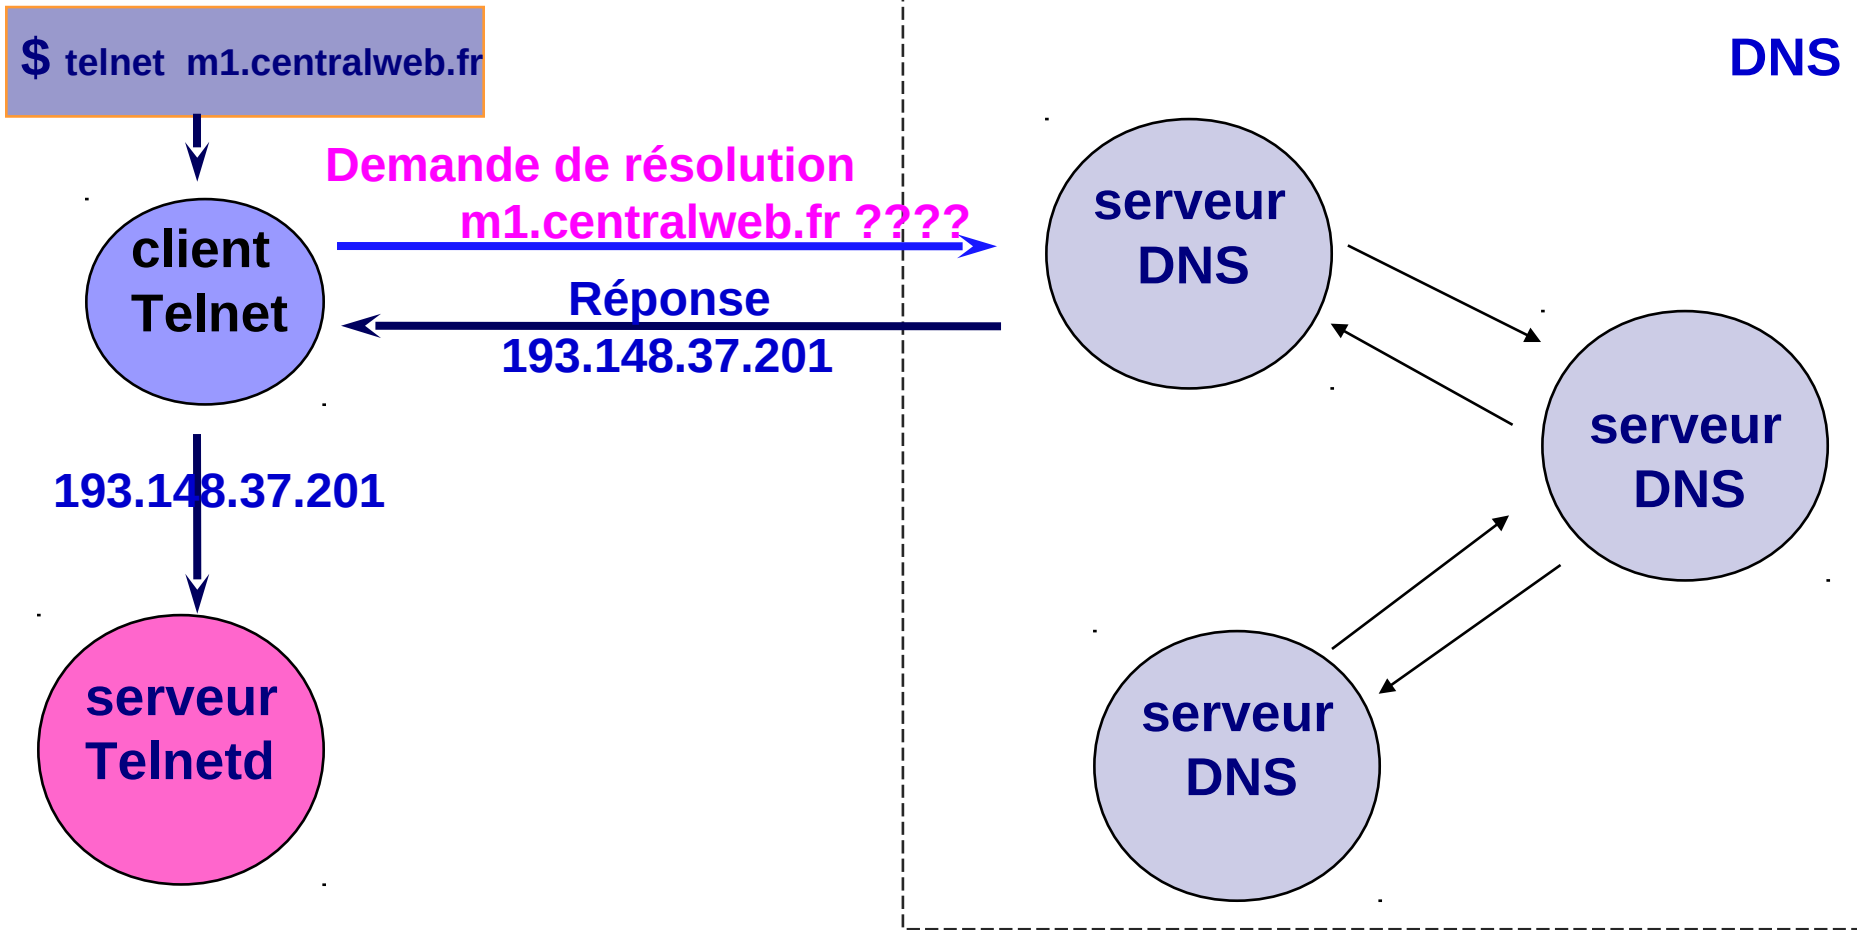 $ telnet m1.centralweb.fr
DNS
Demande de résolution
m1.centralweb.fr ????
client
Telnet
Réponse
193.148.37.201
serveur
DNS
serveur
DNS
193.148.37.201
serveur
Telnetd
serveur
DNS